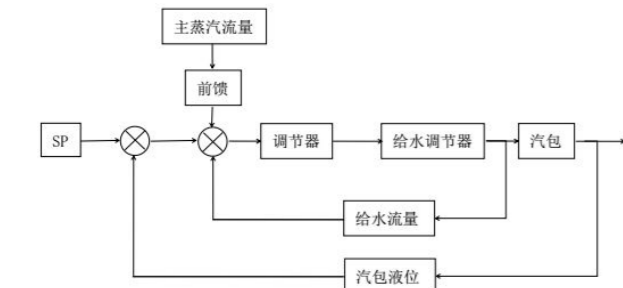 主蒸汽流量
前馈
SP
调节器
给水调节器
汽包
给水流量
汽包液位